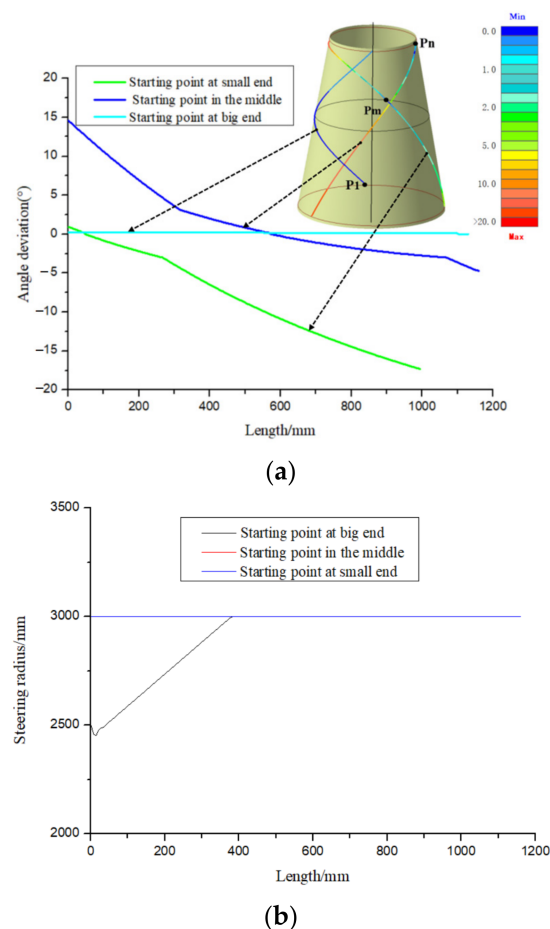 (a)
Min
Pn
0.0
20
Starting point at small end
15
Starting point in the middle
1.0
Starting point at big end
Pm
2.0
10
5
P1
10.0
0
>20.0
Max
−5
−10
−15
−20
Angle deviation(°)
0 200 400 600 800 1000 1200
Length/mm
(a)
3500
Starting point at big end
Starting point in the middle
Starting point at small end
3000
2500
2000
Steering radius/mm
0 200 400 600 800 1000 1200
Length/mm
(b)